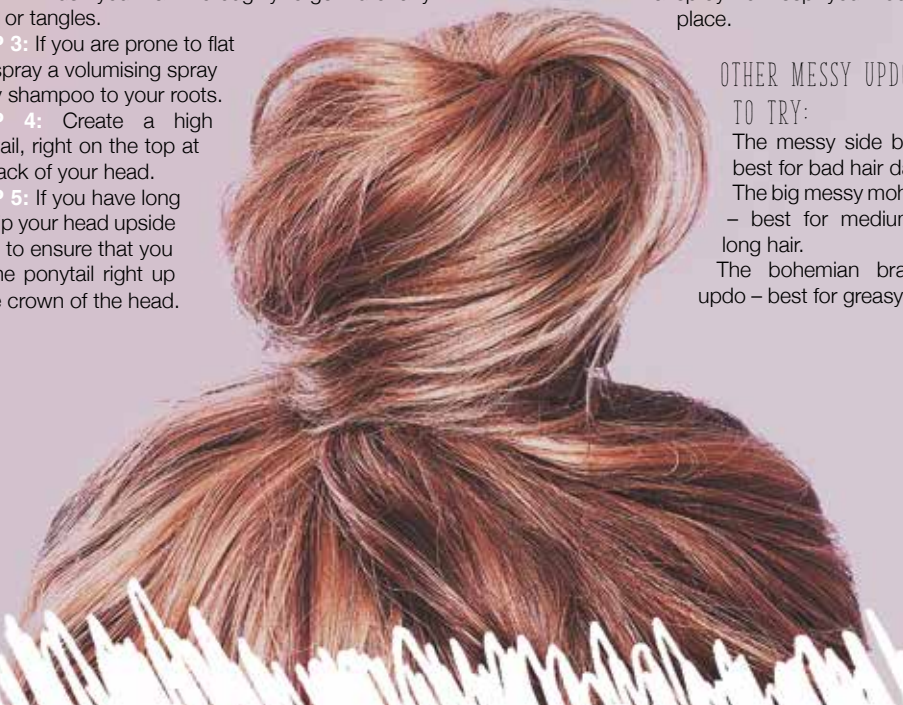 or tangles.
3: If you are prone to flat
spray a volumising spray
shampoo to your roots.
4: Create a high
ail, right on the top at
ack of your head.
5: If you have long
p your head upside
to ensure that you
ne ponytail right up
crown of the head.
place.
OTHER MESSY UPD
TO TRY:
The messy side b
best for bad hair da
The big messy moh
– best for medium
long hair.
The bohemian bra
updo – best for greasy